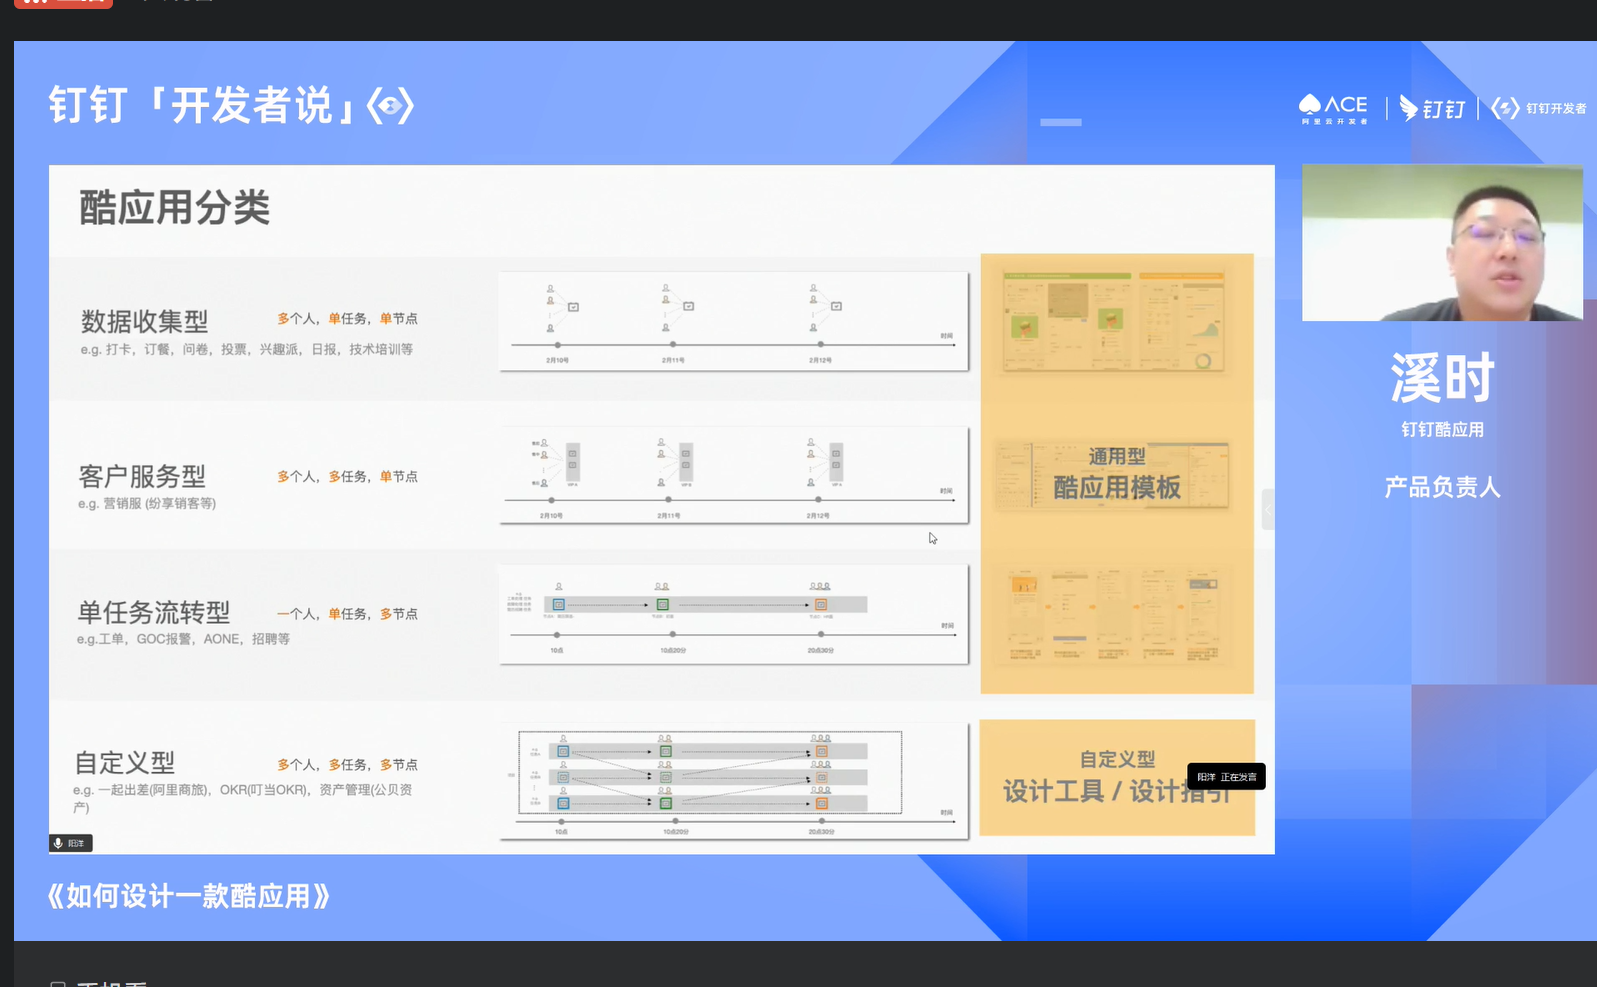 钉钉「开发者说」
ACE
阿里云开发者
钉钉
钉钉开发者
酷应用分类
数据收集型
多个人，单任务，单节点
e.g. 打卡，订餐，问卷，投票，兴趣派，日报，技术培训等
时间
2月10号
2月11号
2月12号
客户服务型
多个人，多任务，单节点
e.g. 营销服 (纷享销客等)
时间
2月10号
2月11号
2月12号
通用型
酷应用模板
单任务流转型
一个人，单任务，多节点
e.g.工单，GOC报警，AONE，招聘等
时间
10点
10点20分
20点30分
自定义型
多个人，多任务，多节点
e.g. 一起出差(阿里商旅)，OKR(叮当OKR)，资产管理(公贝资
产)
时间
10点
10点20分
20点30分
自定义型
设计工具 / 设计指引
阳洋 正在发言
阳洋
溪时
钉钉酷应用
产品负责人
《如何设计一款酷应用》